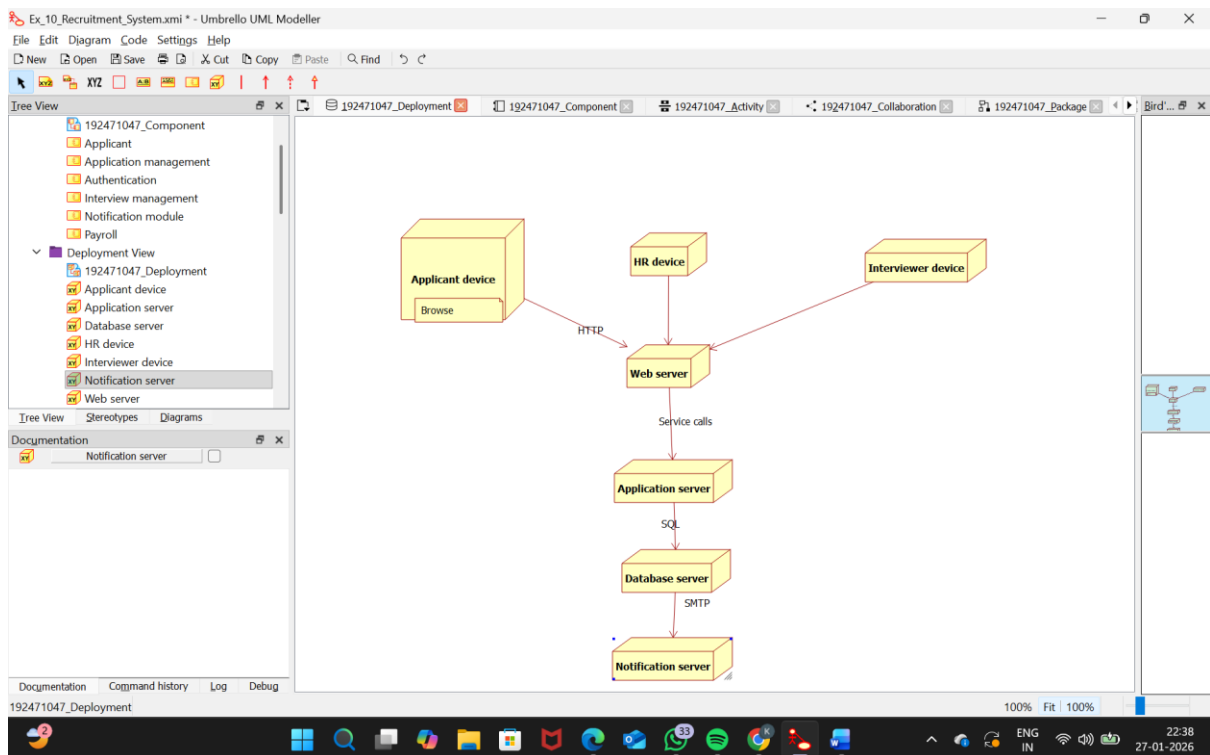 Ex_10_Recruitment_System.xmi * - Umbrello UML Modeller
File Edit Diagram Code Settings Help
New Open Save Cut Copy Paste Find
XYZ XYZ A-B ABC XY
Tree View
192471047_Deployment 192471047_Component 192471047_Activity 192471047_Collaboration 192471047_Package Bird'...
192471047_Component
Applicant
Application management
Authentication
Interview management
Notification module
Payroll
Deployment View
192471047_Deployment
Applicant device
Application server
Database server
HR device
Interviewer device
Notification server
Web server
Tree View Stereotypes Diagrams
Documentation
Notification server
Documentation Command history Log Debug
Applicant device
Browse
HR device
Interviewer device
HTTP
Web server
Service calls
Application server
SQL
Database server
SMTP
Notification server
192471047_Deployment
100% Fit 100%
2
33
K
ENG
IN
22:38
27-01-2026